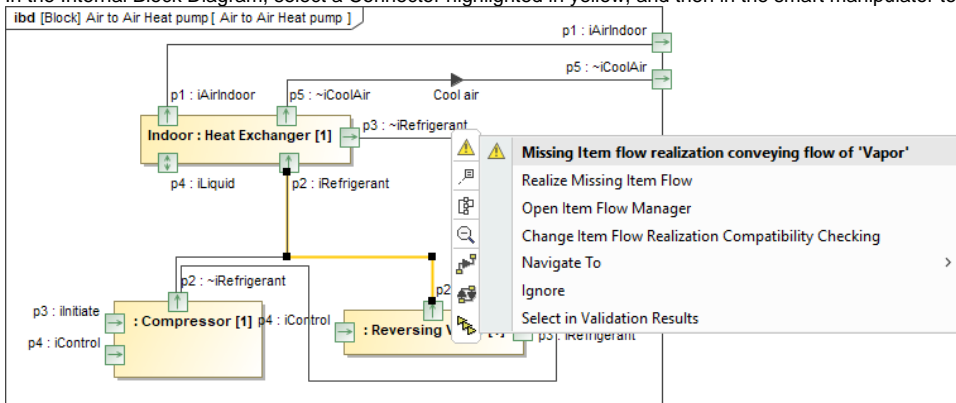 In the Internal Block Diagram, select a Connector highlighted in yellow, and then in the smart manipulator to
ibd [Block] Air to Air Heat pump [ Air to Air Heat pump ]
p1 : iAirIndoor
p5 : ~iCoolAir
p1 : iAirIndoor
p5 : ~iCoolAir
Cool air
Indoor : Heat Exchanger [1]
p3 : ~iRefrigerant
p4 : iLiquid
p2 : iRefrigerant
Missing Item flow realization conveying flow of 'Vapor'
Realize Missing Item Flow
Open Item Flow Manager
Change Item Flow Realization Compatibility Checking
Navigate To
Ignore
Select in Validation Results
p2 : ~iRefrigerant
p2
p3 : iInitiate
: Compressor [1]
p4 : iControl
p4 : iControl
: Reversing
p3 : iRefrigerant